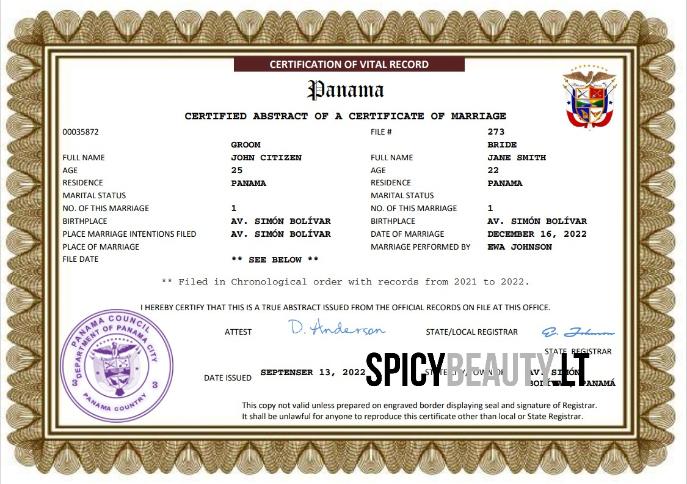 CERTIFICATION OF VITAL RECORD
Panama
CERTIFIED ABSTRACT OF A CERTIFICATE OF MARRIAGE
00035872 FILE # 273
GROOM BRIDE
FULL NAME JOHN CITIZEN FULL NAME JANE SMITH
AGE 25 AGE 22
RESIDENCE PANAMA RESIDENCE PANAMA
MARITAL STATUS MARITAL STATUS
NO. OF THIS MARRIAGE 1 NO. OF THIS MARRIAGE 1
BIRTHPLACE AV. SIMÓN BOLÍVAR BIRTHPLACE AV. SIMÓN BOLÍVAR
PLACE MARRIAGE INTENTIONS FILED AV. SIMÓN BOLÍVAR DATE OF MARRIAGE DECEMBER 16, 2022
PLACE OF MARRIAGE MARRIAGE PERFORMED BY EWA JOHNSON
FILE DATE ** SEE BELOW **
** Filed in Chronological order with records from 2021 to 2022.
I HEREBY CERTIFY THAT THIS IS A TRUE ABSTRACT ISSUED FROM THE OFFICIAL RECORDS ON FILE AT THIS OFFICE.
PANAMA COUNCIL
DEPARTMENT OF PANAMA CITY
3 3
PANAMA COUNTRY
ATTEST D. Anderson STATE/LOCAL REGISTRAR E. Johnson
STATE REGISTRAR
DATE ISSUED SEPTENSER 13, 2022 AV. SIMÓN
PANAMÁ
SPICYBEAUTY.LT
This copy not valid unless prepared on engraved border displaying seal and signature of Registrar.
It shall be unlawful for anyone to reproduce this certificate other than local or State Registrar.